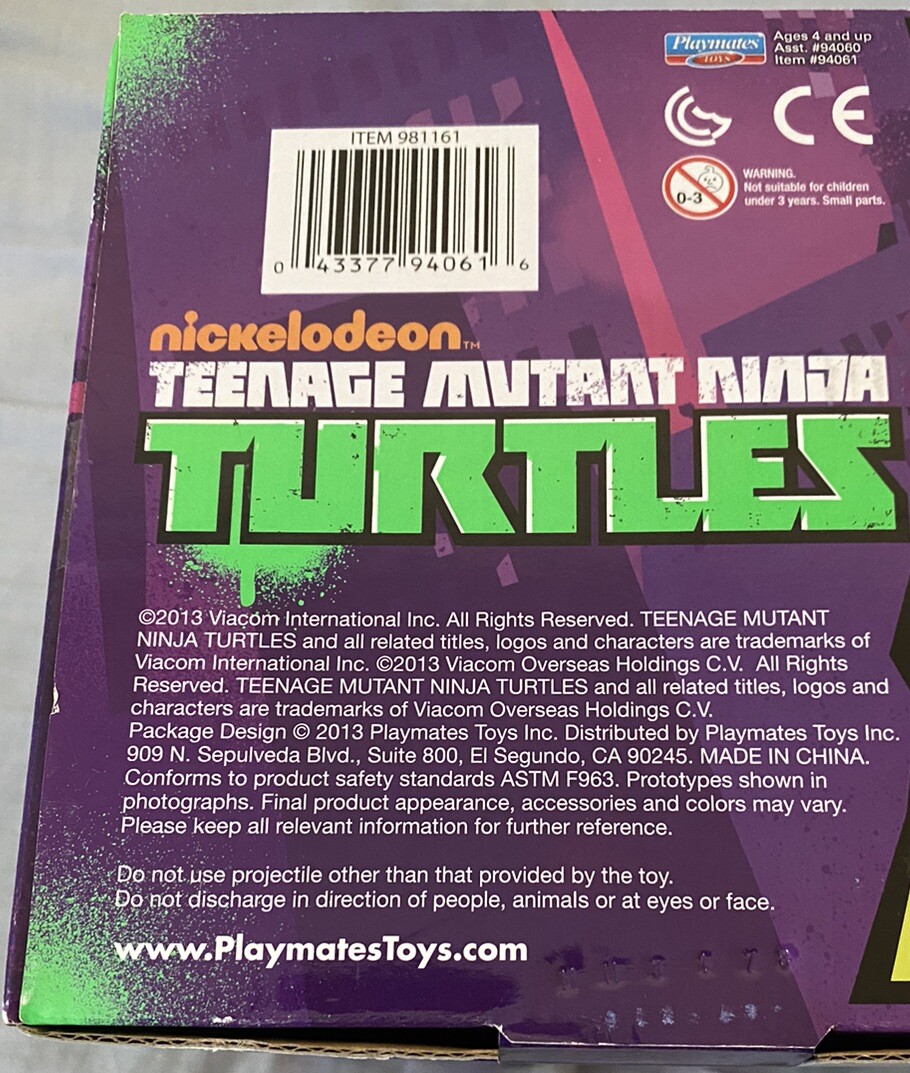 Playmates
TOYS
Ages 4 and up
Asst. #94060
Item #94061
CE
ITEM 981161
0 43377 94061 6
0-3
WARNING.
Not suitable for children
under 3 years. Small parts.
nickelodeon™
TEENAGE MUTANT NINJA
TURTLES
©2013 Viacom International Inc. All Rights Reserved. TEENAGE MUTANT
NINJA TURTLES and all related titles, logos and characters are trademarks of
Viacom International Inc. ©2013 Viacom Overseas Holdings C.V. All Rights
Reserved. TEENAGE MUTANT NINJA TURTLES and all related titles, logos and
characters are trademarks of Viacom Overseas Holdings C.V.
Package Design © 2013 Playmates Toys Inc. Distributed by Playmates Toys Inc.
909 N. Sepulveda Blvd., Suite 800, El Segundo, CA 90245. MADE IN CHINA.
Conforms to product safety standards ASTM F963. Prototypes shown in
photographs. Final product appearance, accessories and colors may vary.
Please keep all relevant information for further reference.
Do not use projectile other than that provided by the toy.
Do not discharge in direction of people, animals or at eyes or face.
www.PlaymatesToys.com